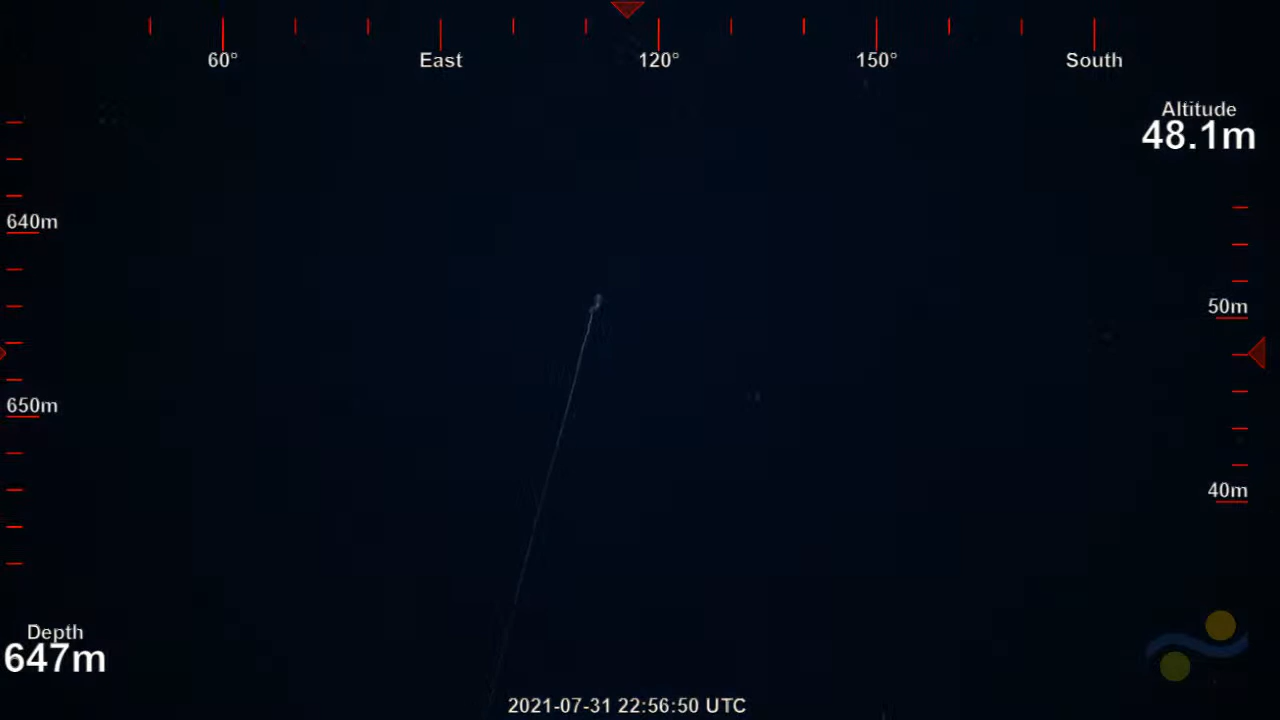 60° East 120° 150° South
Altitude
48.1m
640m
50m
650m
40m
Depth
647m
2021-07-31 22:56:50 UTC